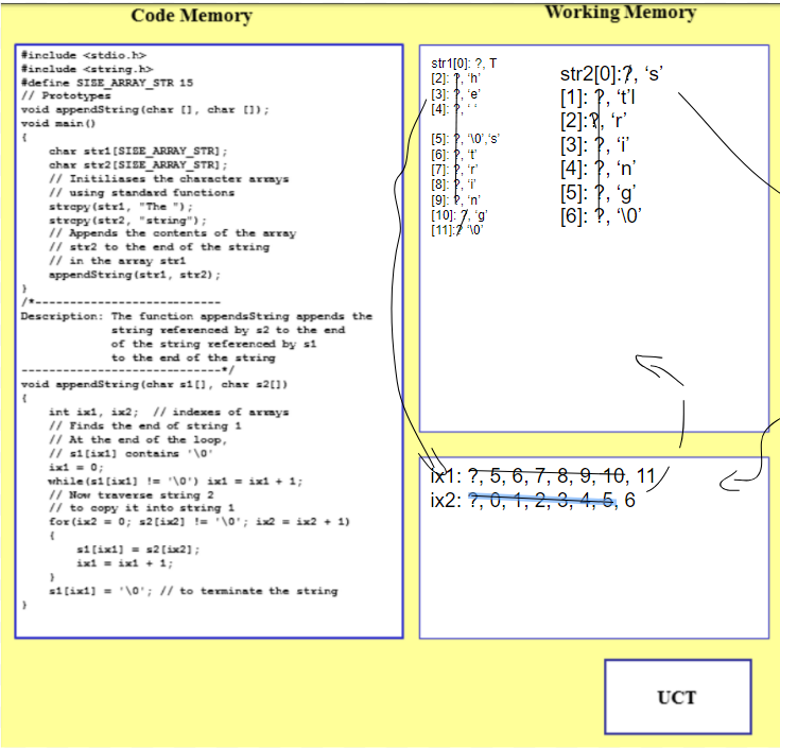 Code Memory
Working Memory
#include <stdio.h>
#include <string.h>
#define SIZE_ARRAY_STR 15
// Prototypes
void appendString(char [], char []);
void main()
{
char str1[SIZE_ARRAY_STR];
char str2[SIZE_ARRAY_STR];
// Initiliases the character arrays
// using standard functions
strcpy(str1, "The ");
strcpy(str2, "string");
// Appends the contents of the array
// str2 to the end of the string
// in the array str1
appendString(str1, str2);
}
/*---------------------------
Description: The function appendsString appends the
string referenced by s2 to the end
of the string referenced by s1
to the end of the string
-----------------------------*/
void appendString(char s1[], char s2[])
{
int ix1, ix2;  // indexes of arrays
// Finds the end of string 1
// At the end of the loop,
// s1[ix1] contains '\0'
ix1 = 0;
while(s1[ix1] != '\0') ix1 = ix1 + 1;
// Now traverse string 2
// to copy it into string 1
for(ix2 = 0; s2[ix2] != '\0'; ix2 = ix2 + 1)
{
s1[ix1] = s2[ix2];
ix1 = ix1 + 1;
}
s1[ix1] = '\0'; // to terminate the string
}
str1[0]: ?, T
[2]: ?, 'h'
[3]: ?, 'e'
[4]: ?, ' '
[5]: ?, '\0','s'
[6]: ?, 't'
[7]: ?, 'r'
[8]: ?, 'i'
[9]: ?, 'n'
[10]: ?, 'g'
[11]:? '\0'
str2[0]:?, ‘s’
[1]: ?, ‘t’l
[2]:?, ‘r’
[3]: ?, ‘i’
[4]: ?, ‘n’
[5]: ?, ‘g’
[6]: ?, ‘\0’
ix1: ?, 5, 6, 7, 8, 9, 10, 11
ix2: ?, 0, 1, 2, 3, 4, 5, 6
UCT